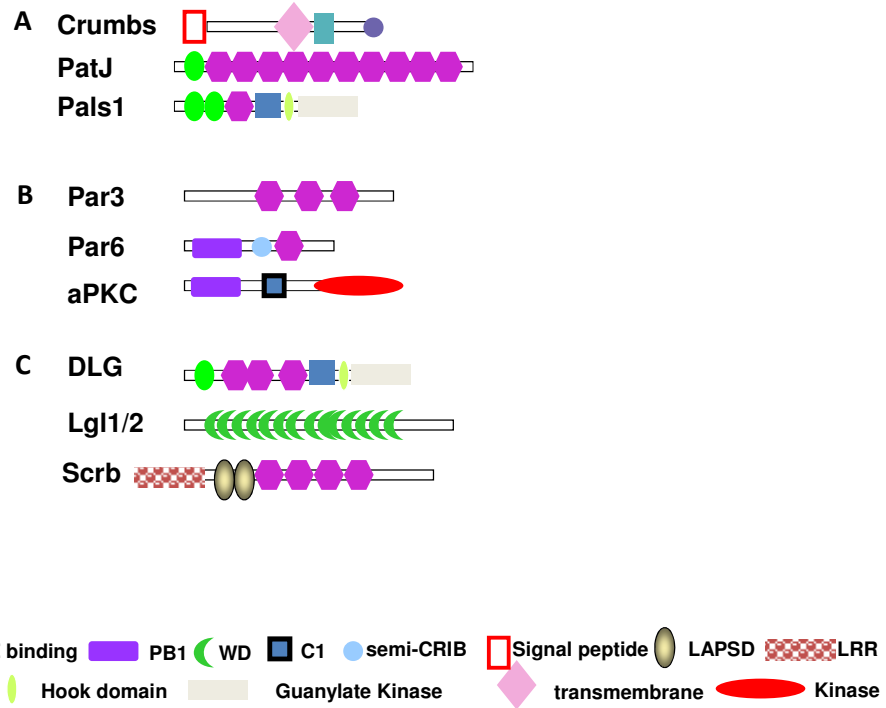 A Crumbs
PatJ
Pals1
B Par3
Par6
aPKC
C DLG
Lgl1/2
Scrb
binding PB1 WD C1 semi-CRIB Signal peptide LAPSD LRR
Hook domain Guanylate Kinase transmembrane Kinase